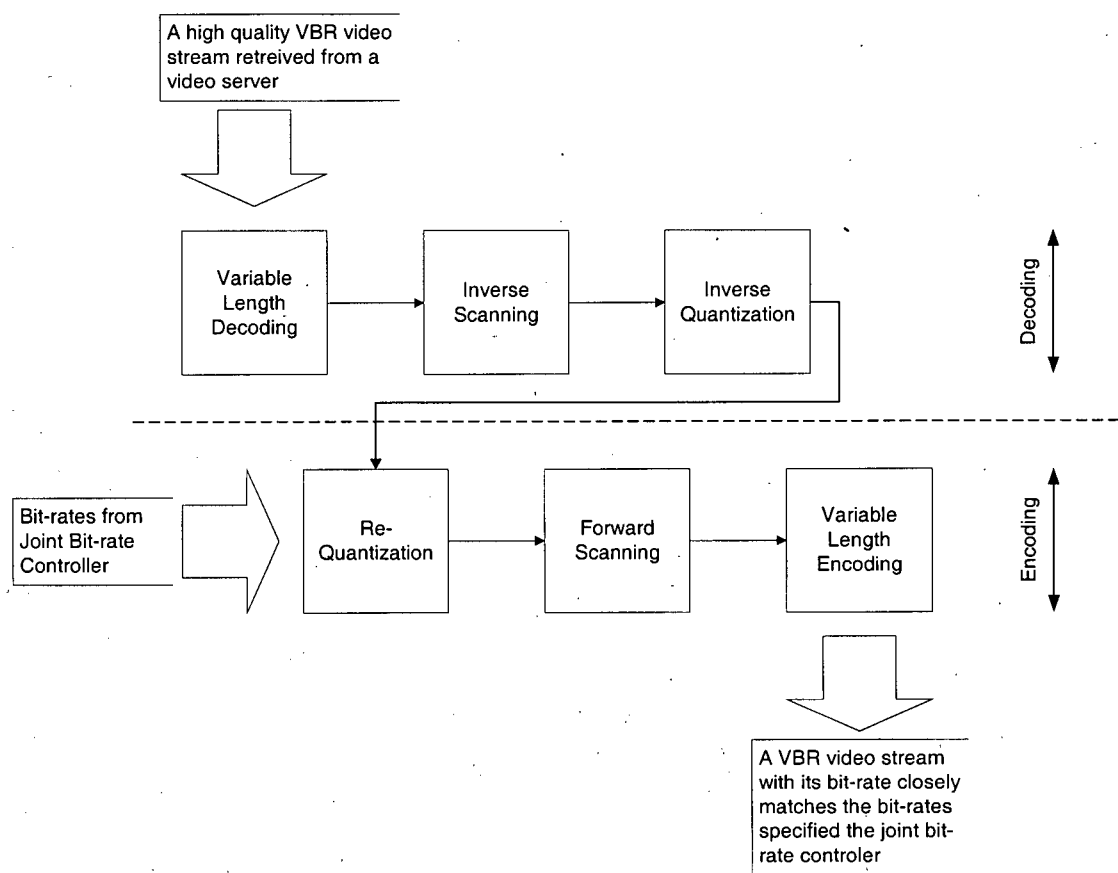 A high quality VBR video
stream retreived from a
video server
Variable
Length
Decoding
Inverse
Scanning
Inverse
Quantization
Decoding
Bit-rates from
Joint Bit-rate
Controller
Re-
Quantization
Forward
Scanning
Variable
Length
Encoding
Encoding
A VBR video stream
with its bit-rate closely
matches the bit-rates
specified the joint bit-
rate controler